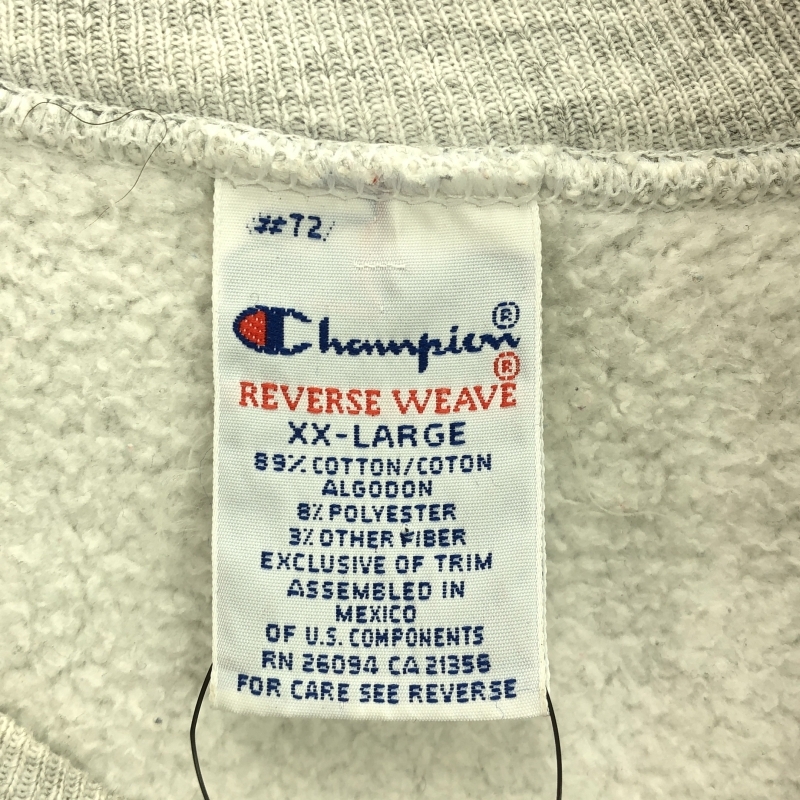 #72
Champion®
REVERSE WEAVE®
XX-LARGE
89% COTTON/COTON
ALGODON
8% POLYESTER
3% OTHER FIBER
EXCLUSIVE OF TRIM
ASSEMBLED IN
MEXICO
OF U.S. COMPONENTS
RN 26094 CA 21356
FOR CARE SEE REVERSE